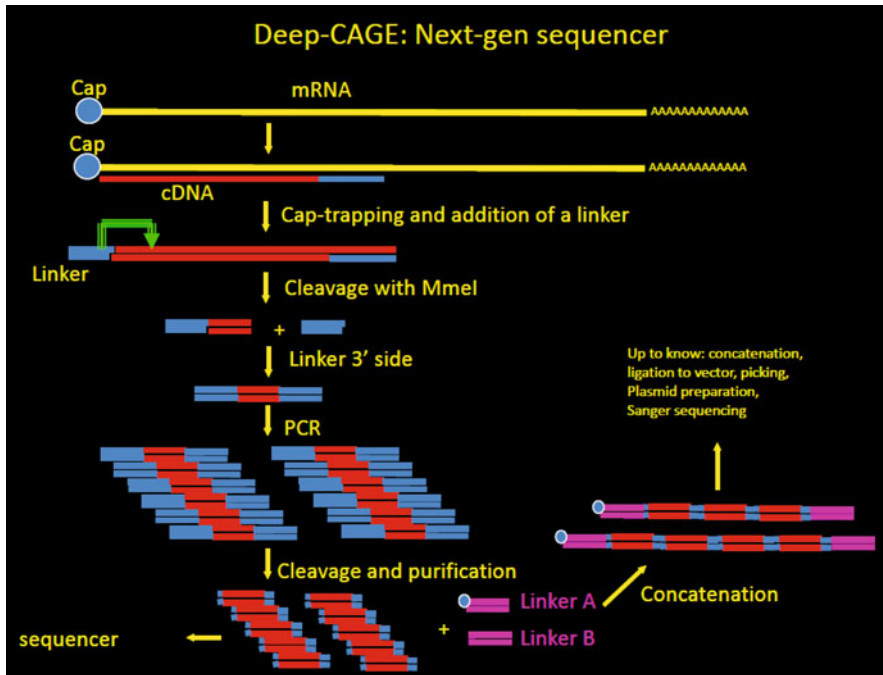 Deep-CAGE: Next-gen sequencer
Cap
mRNA
AAAAAAAAAAAAA
Cap
AAAAAAAAAAAAA
cDNA
Cap-trapping and addition of a linker
Linker
Cleavage with MmeI
+
Linker 3' side
PCR
Up to know: concatenation,
ligation to vector, picking,
Plasmid preparation,
Sanger sequencing
Cleavage and purification
Linker A
Concatenation
+
Linker B
sequencer